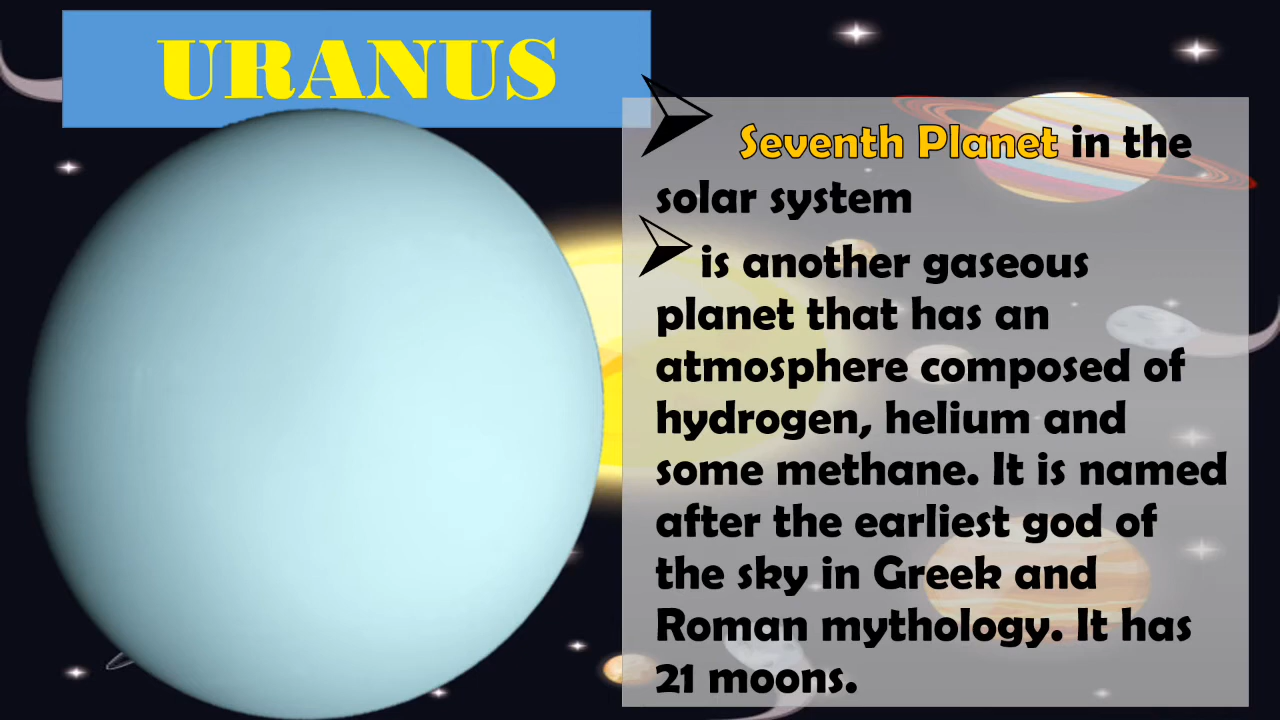 URANUS
Seventh Planet in the
solar system
is another gaseous
planet that has an
atmosphere composed of
hydrogen, helium and
some methane. It is named
after the earliest god of
the sky in Greek and
Roman mythology. It has
21 moons.